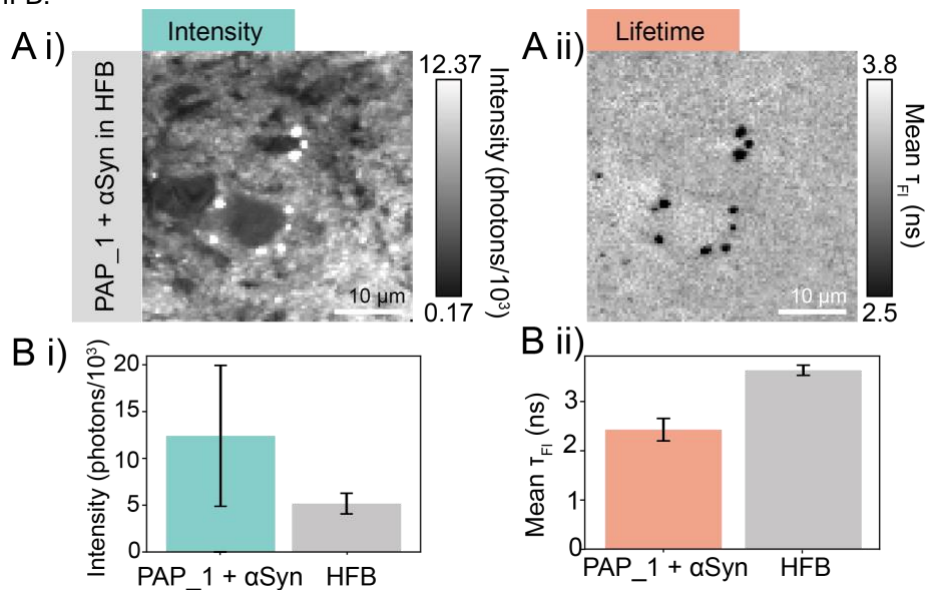 HFB.
Intensity
Lifetime
A i)
A ii)
PAP_1 + αSyn in HFB
12.37
Intensity (photons/10³)
0.17
10 µm
3.8
Mean τFl (ns)
2.5
10 µm
B i)
B ii)
Intensity (photons/10³)
20
15
10
5
0
PAP_1 + αSyn
HFB
Mean τFl (ns)
3
2
1
0
PAP_1 + αSyn
HFB